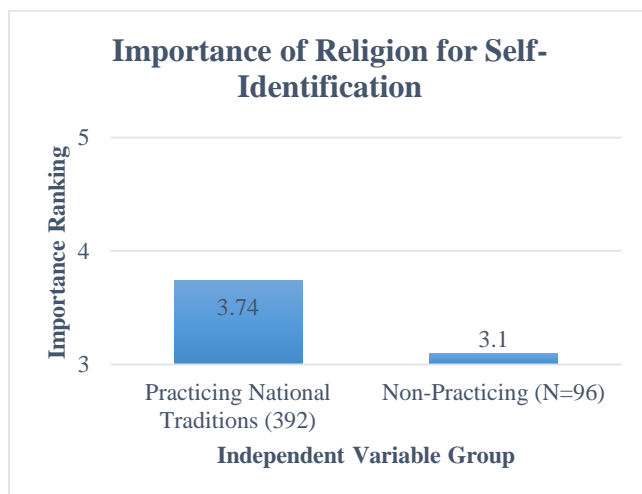 Importance of Religion for Self-
Identification
Importance Ranking
5
4
3
3.74
3.1
Practicing National
Traditions (392)
Non-Practicing (N=96)
Independent Variable Group